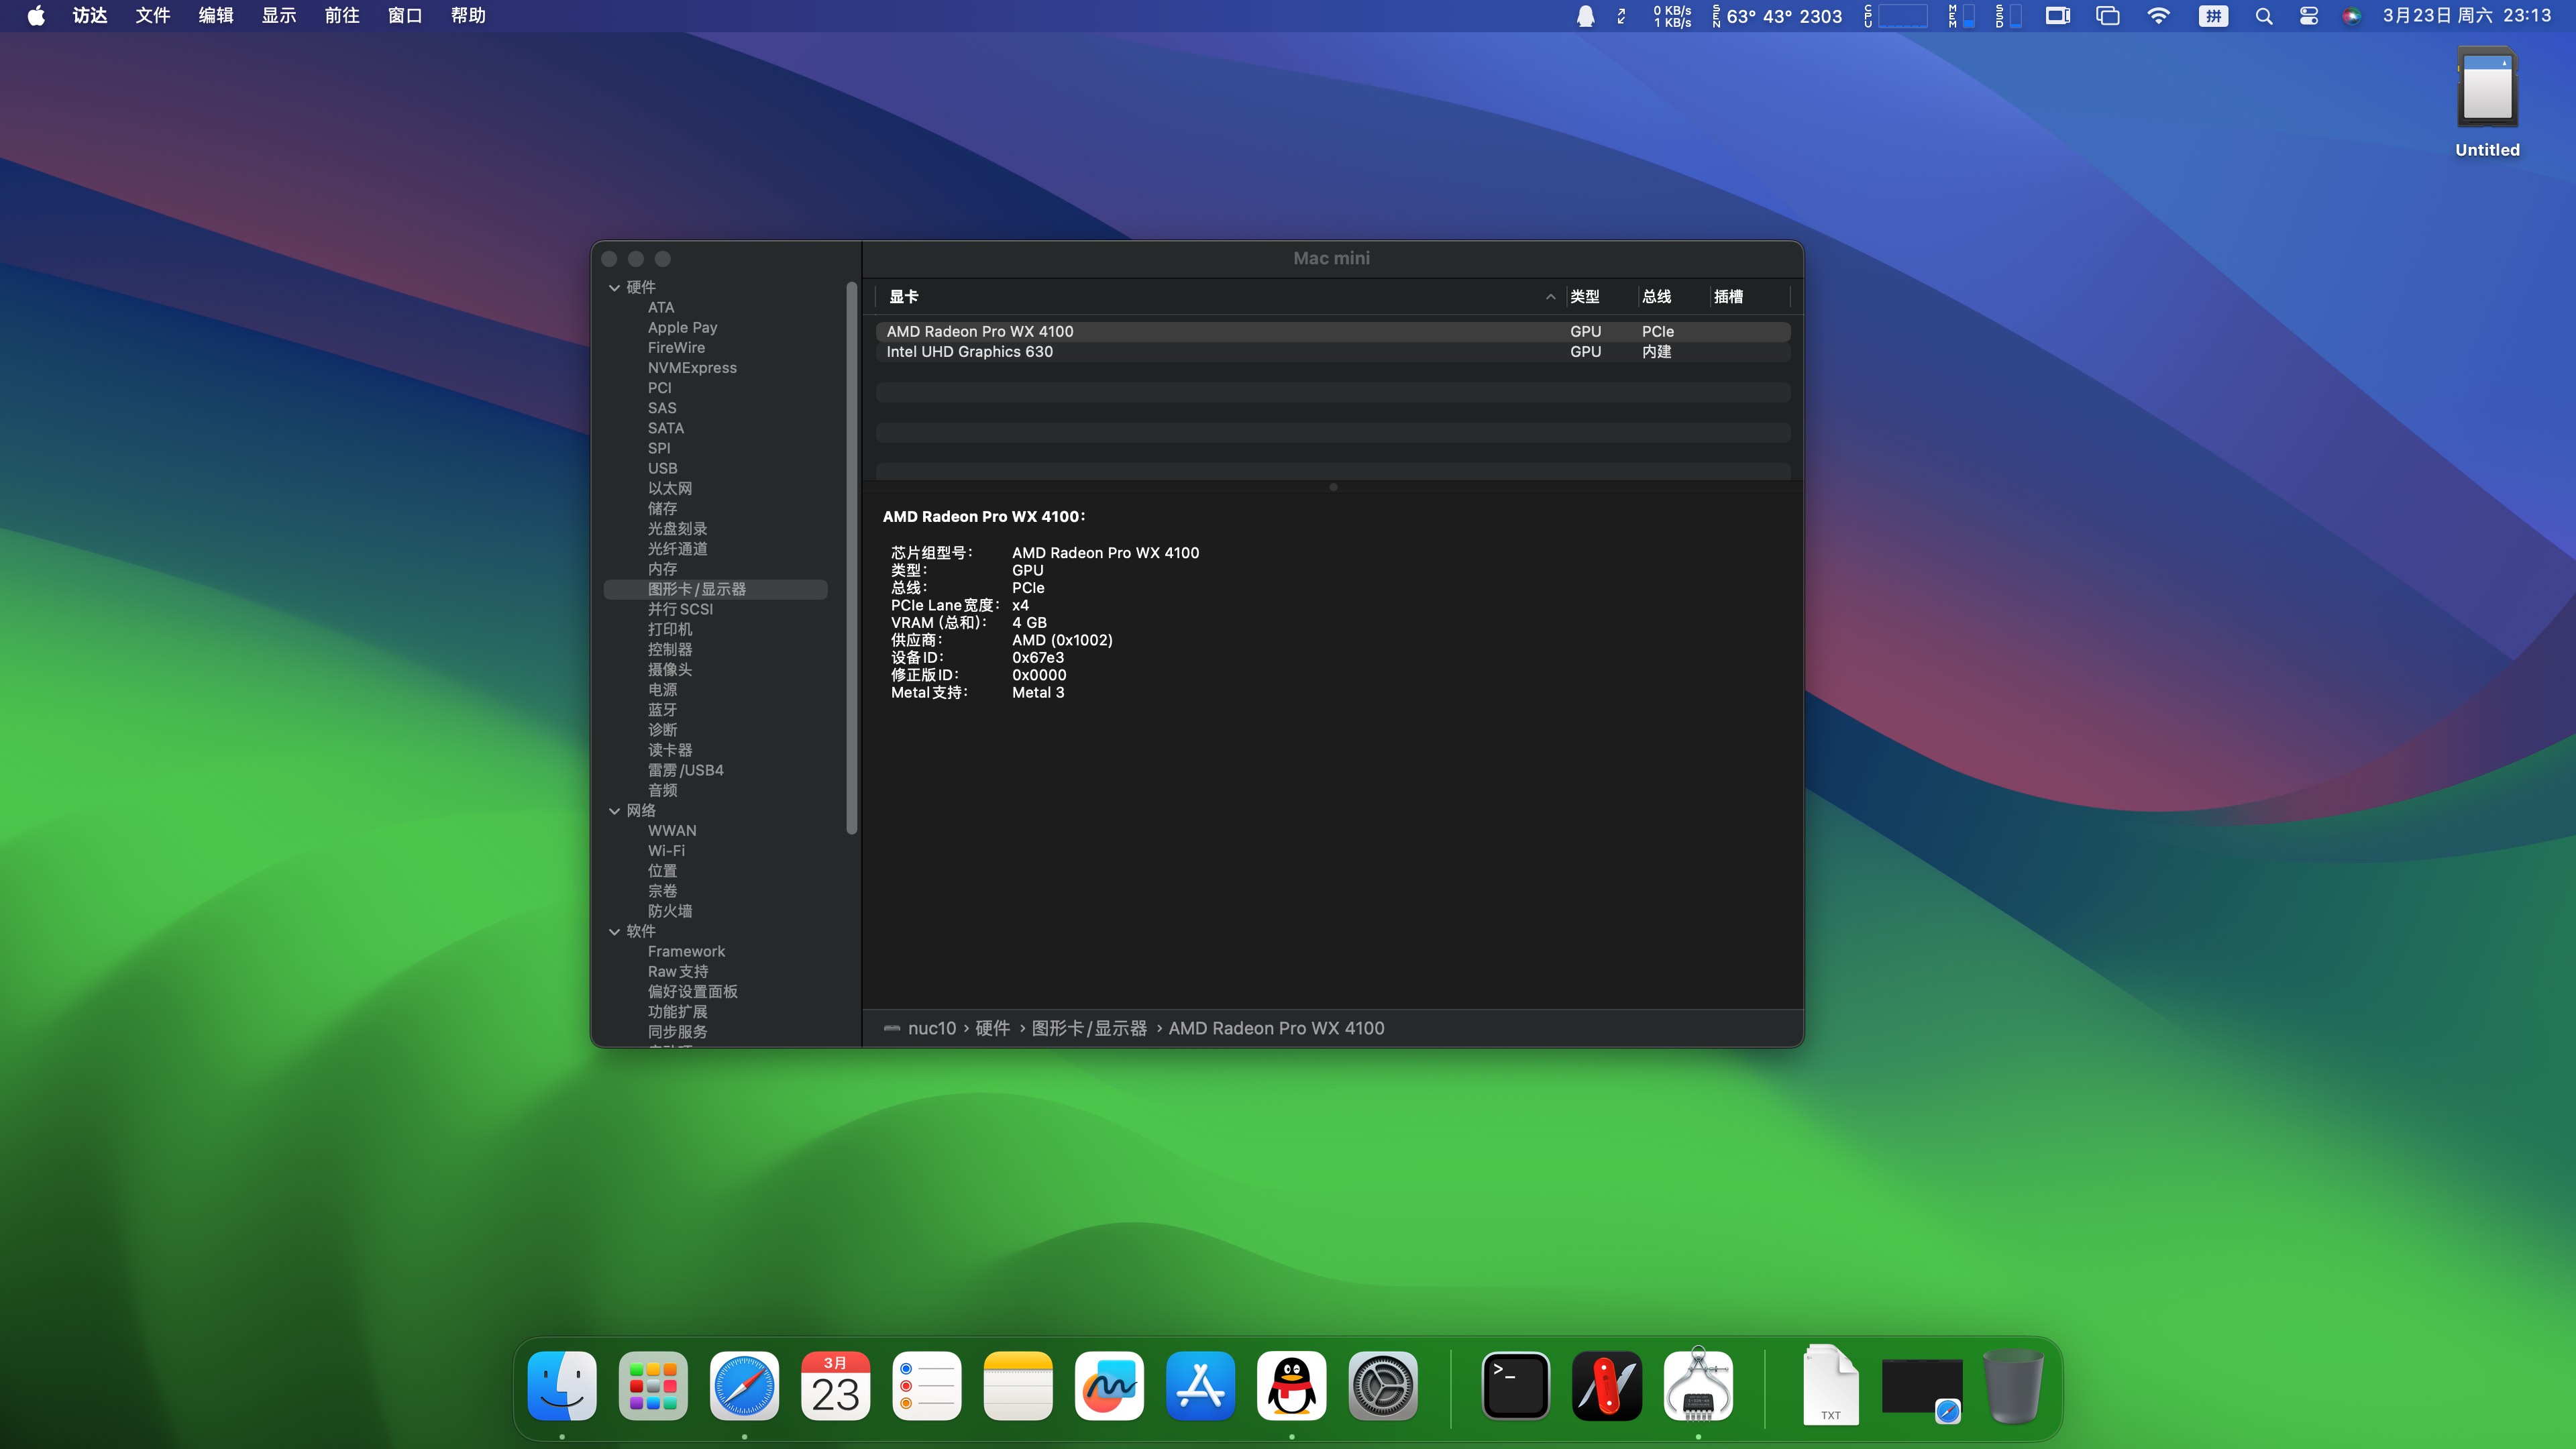 访达 文件 编辑 显示 前往 窗口 帮助
0 KB/s
1 KB/s
SEN 63° 43° 2303 CPU MEM SSD 拼 3月23日 周六 23:13
Untitled
Mac mini
硬件
ATA
Apple Pay
FireWire
NVMExpress
PCI
SAS
SATA
SPI
USB
以太网
储存
光盘刻录
光纤通道
内存
图形卡/显示器
并行SCSI
打印机
控制器
摄像头
电源
蓝牙
诊断
读卡器
雷雳/USB4
音频
网络
WWAN
Wi-Fi
位置
宗卷
防火墙
软件
Framework
Raw支持
偏好设置面板
功能扩展
同步服务
显卡 类型 总线 插槽
AMD Radeon Pro WX 4100 GPU PCIe
Intel UHD Graphics 630 GPU 内建
AMD Radeon Pro WX 4100:
芯片组型号: AMD Radeon Pro WX 4100
类型: GPU
总线: PCIe
PCIe Lane宽度: x4
VRAM (总和): 4 GB
供应商: AMD (0x1002)
设备ID: 0x67e3
修正版ID: 0x0000
Metal支持: Metal 3
nuc10 › 硬件 › 图形卡/显示器 › AMD Radeon Pro WX 4100
3月
23
>_
TXT